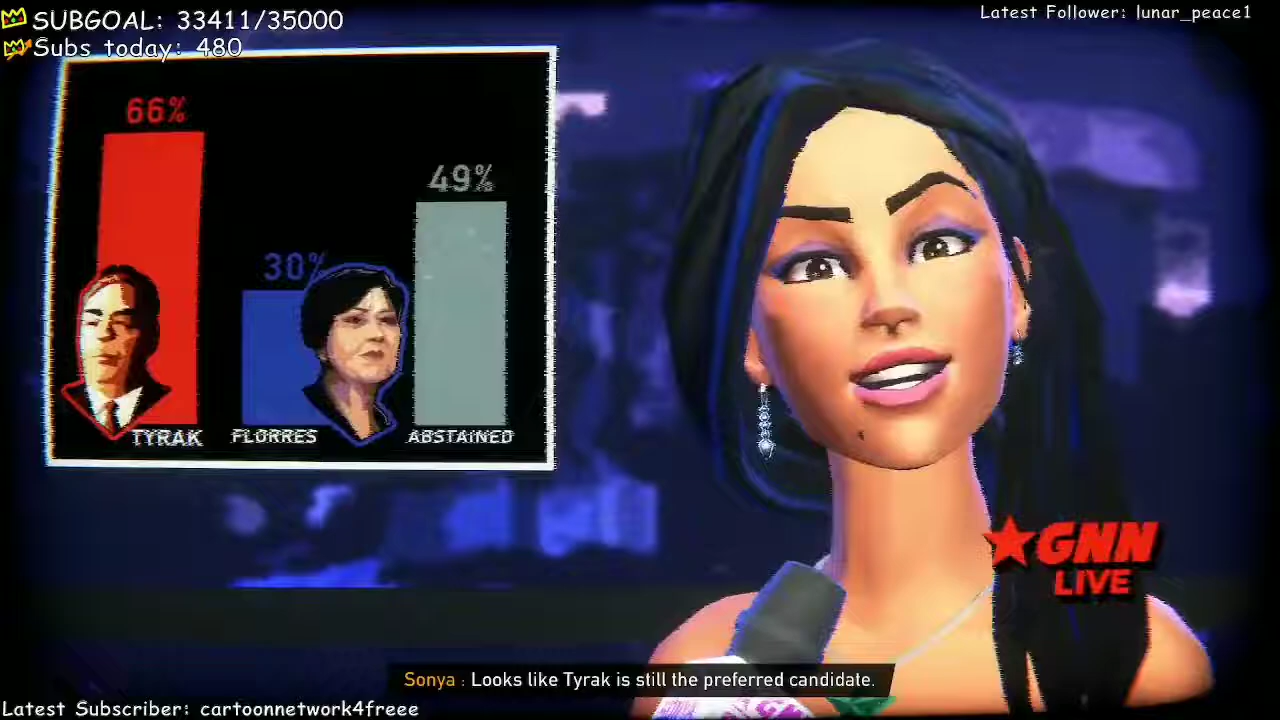 SUBGOAL: 33411/35000
Subs today: 480
Latest Follower: lunar_peace1
66%
30%
49%
TYRAK
FLORRES
ABSTAINED
GNN
LIVE
Sonya : Looks like Tyrak is still the preferred candidate.
Latest Subscriber: cartoonnetwork4freee